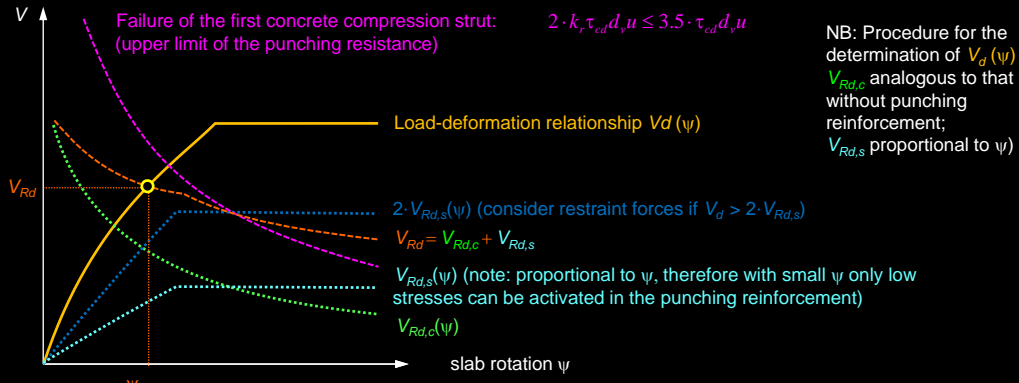 V
Failure of the first concrete compression strut: 2·k_r τ_cd d_v u ≤ 3.5·τ_cd d_v u
(upper limit of the punching resistance)
NB: Procedure for the
determination of V_d (ψ)
V_Rd,c analogous to that
without punching
reinforcement;
V_Rd,s proportional to ψ)
Load-deformation relationship Vd (ψ)
V_Rd
2·V_Rd,s(ψ) (consider restraint forces if V_d > 2·V_Rd,s)
V_Rd = V_Rd,c + V_Rd,s
V_Rd,s(ψ) (note: proportional to ψ, therefore with small ψ only low
stresses can be activated in the punching reinforcement)
V_Rd,c(ψ)
slab rotation ψ